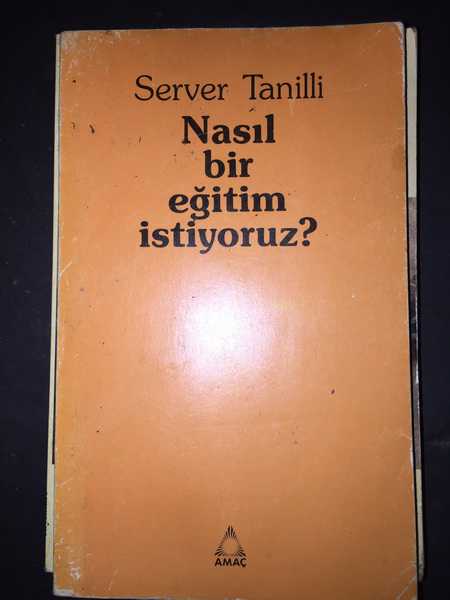 Server Tanilli
Nasıl
bir
eğitim
istiyoruz?
AMAÇ